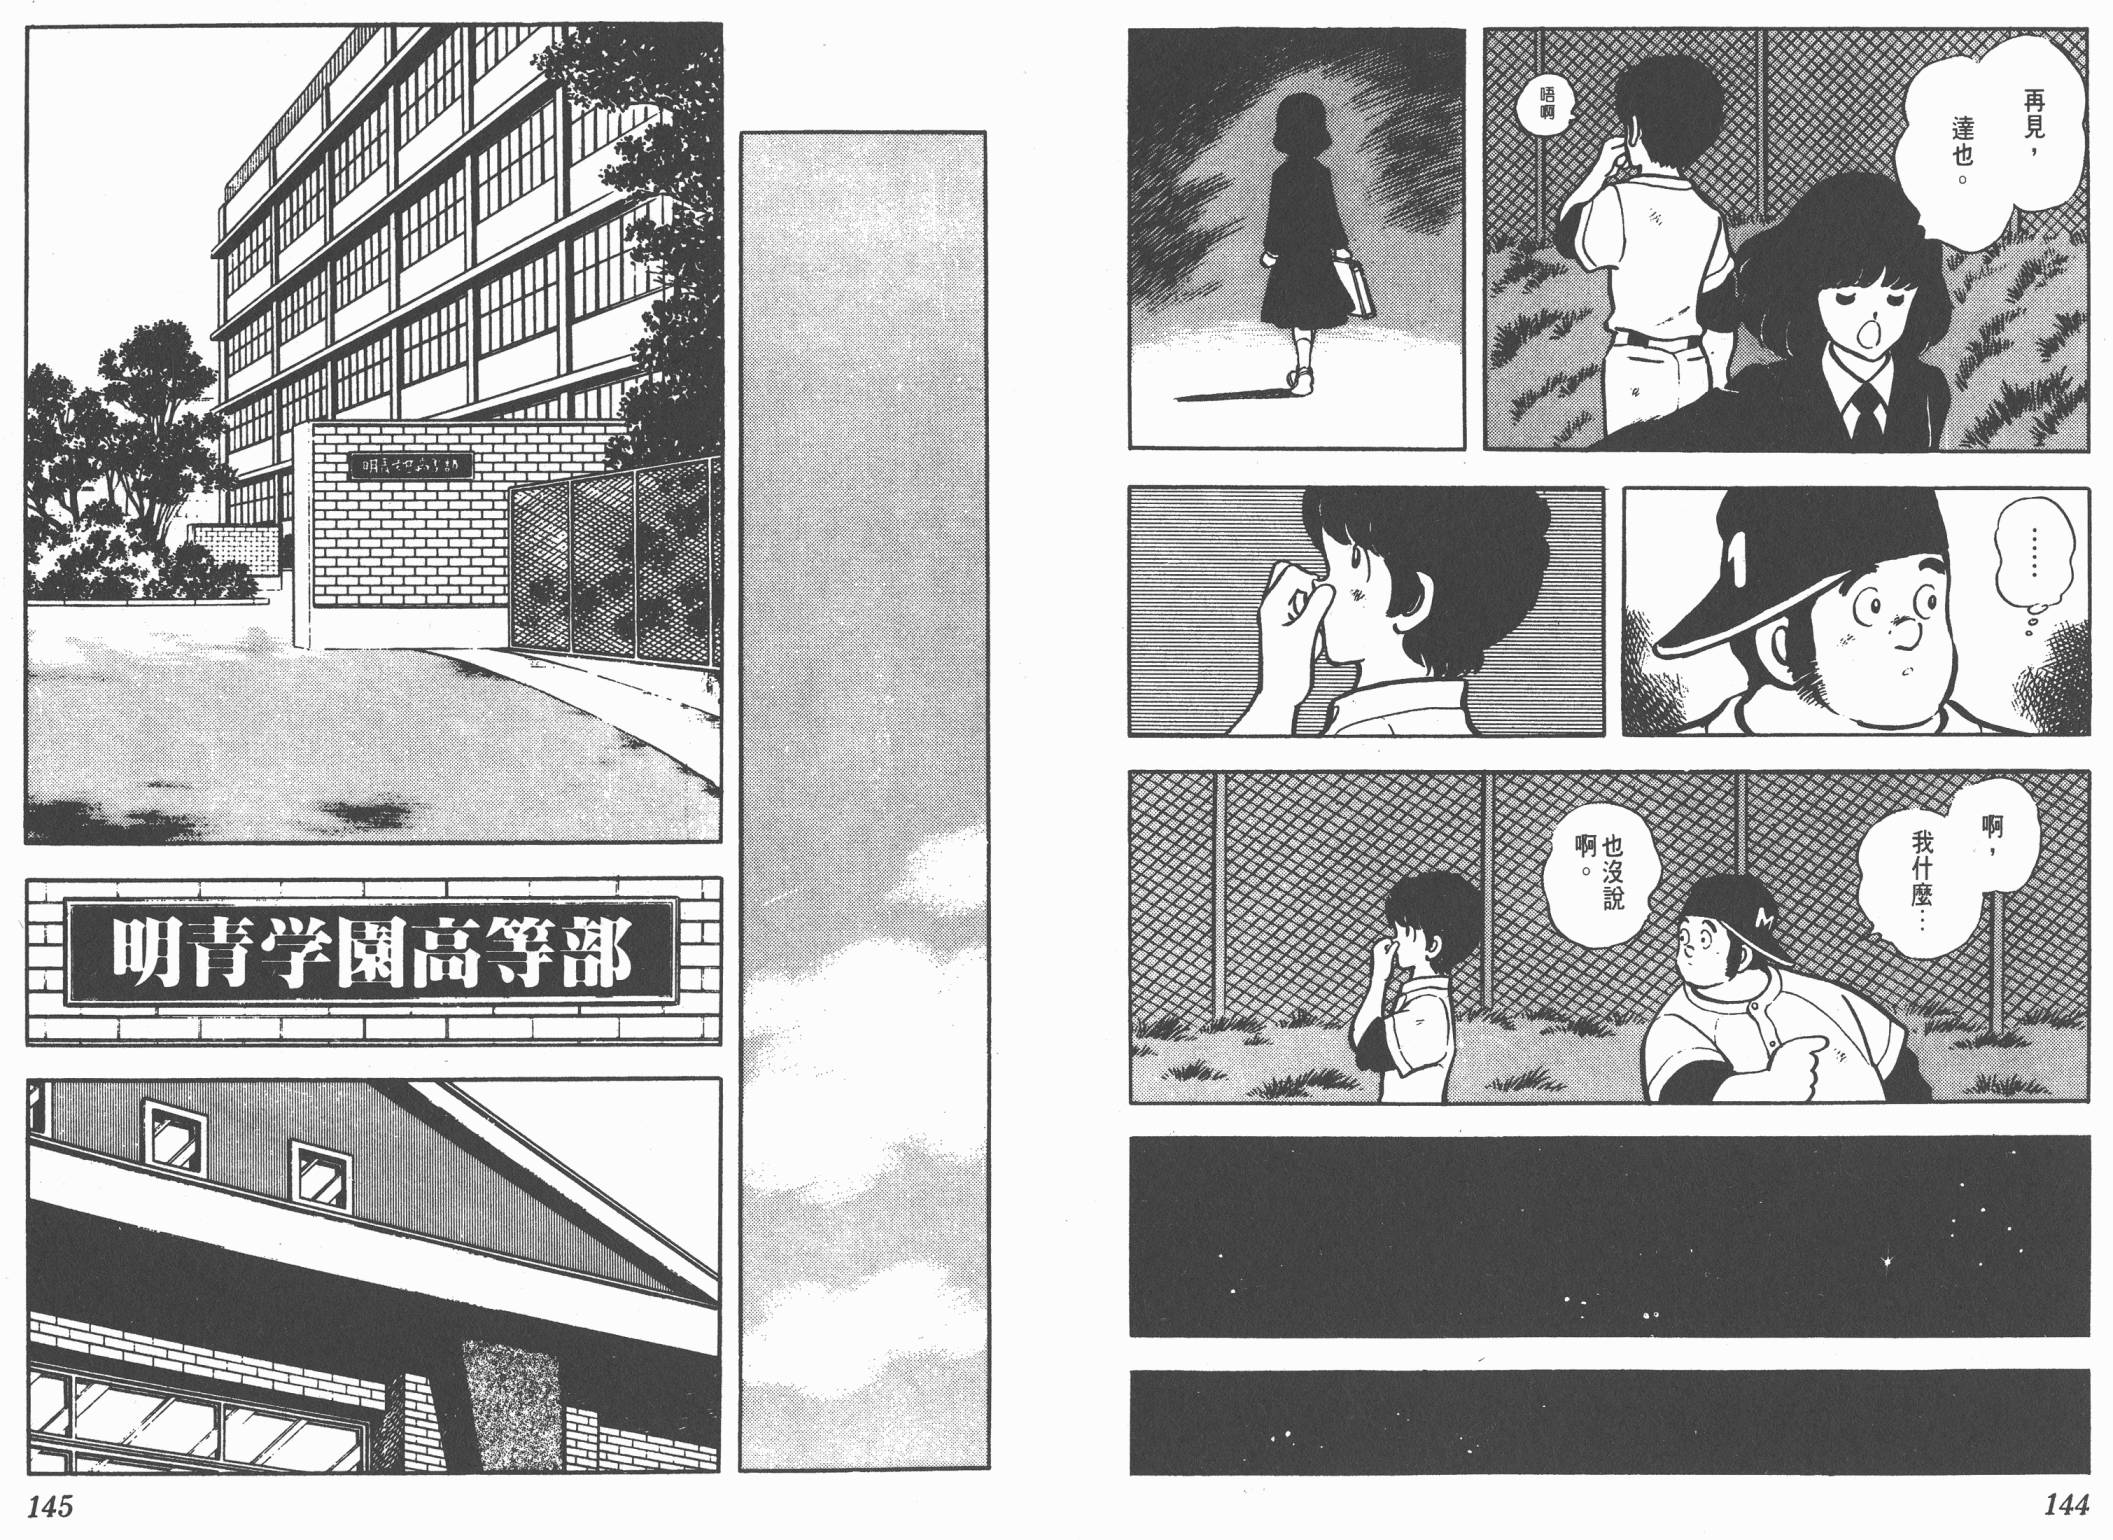 再見，
達也。
唔啊
……
啊，
我什麼…
也沒說
啊。
M
144
明青学園高等部
145